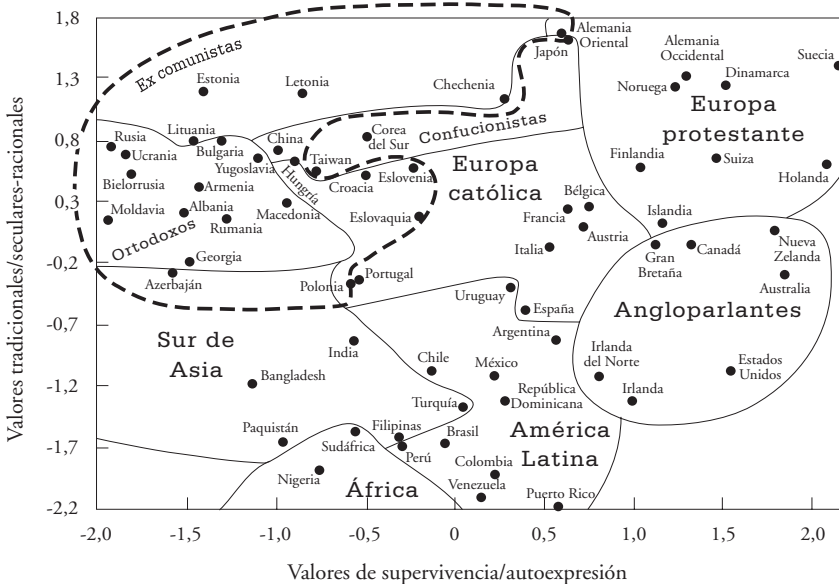 Valores tradicionales/seculares-racionales
1,8
1,3
0,8
0,3
-0,2
-0,7
-1,2
-1,7
-2,2
Ex comunistas
Estonia
Letonia
Chechenia
Japón
Alemania
Oriental
Alemania
Occidental
Noruega
Dinamarca
Suecia
Europa
protestante
Finlandia
Suiza
Holanda
Rusia
Ucrania
Bielorrusia
Moldavia
Lituania
Bulgaria
Yugoslavia
Armenia
Albania
Rumania
Macedonia
Ortodoxos
Georgia
Azerbaján
China
Hungría
Taiwan
Corea
del Sur
Confucionistas
Croacia
Eslovenia
Eslovaquia
Polonia
Portugal
Europa
católica
Bélgica
Francia
Austria
Italia
Islandia
Gran
Bretaña
Canadá
Nueva
Zelanda
Australia
Angloparlantes
Irlanda
del Norte
Irlanda
Estados
Unidos
Uruguay
España
Argentina
Sur de
Asia
India
Bangladesh
Paquistán
Chile
México
Turquía
República
Dominicana
Filipinas
Perú
Brasil
América
Latina
Colombia
Venezuela
Puerto Rico
Sudáfrica
Nigeria
África
-2,0
-1,5
-1,0
-0,5
0
0,5
1,0
1,5
2,0
Valores de supervivencia/autoexpresión